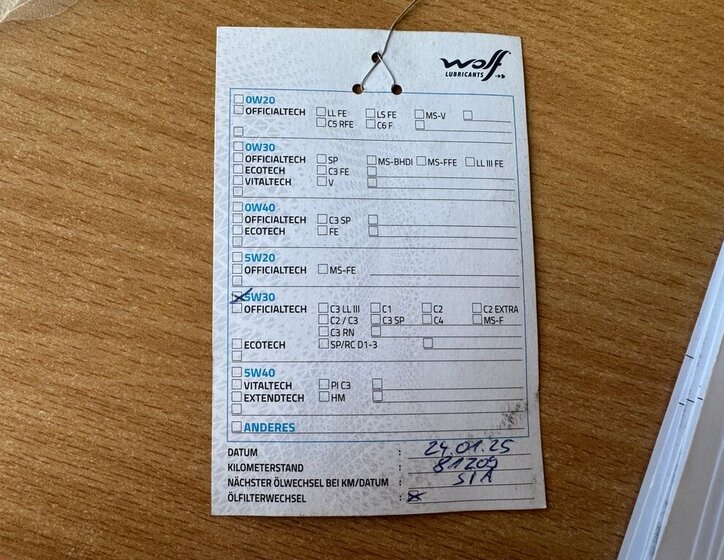 wolf
LUBRICANTS
0W20
OFFICIALTECH LL FE LS FE MS-V
C5 RFE C6 F
0W30
OFFICIALTECH SP MS-BHDI MS-FFE LL III FE
ECOTECH C3 FE
VITALTECH V
0W40
OFFICIALTECH C3 SP
ECOTECH FE
5W20
OFFICIALTECH MS-FE
5W30
OFFICIALTECH C3 LL III C1 C2 C2 EXTRA
C2 / C3 C3 SP C4 MS-F
C3 RN
ECOTECH SP/RC D1-3
5W40
VITALTECH PI C3
EXTENDTECH HM
ANDERES
DATUM : 24.01.25
KILOMETERSTAND : 81209
NÄCHSTER ÖLWECHSEL BEI KM/DATUM : SIA
ÖLFILTERWECHSEL :